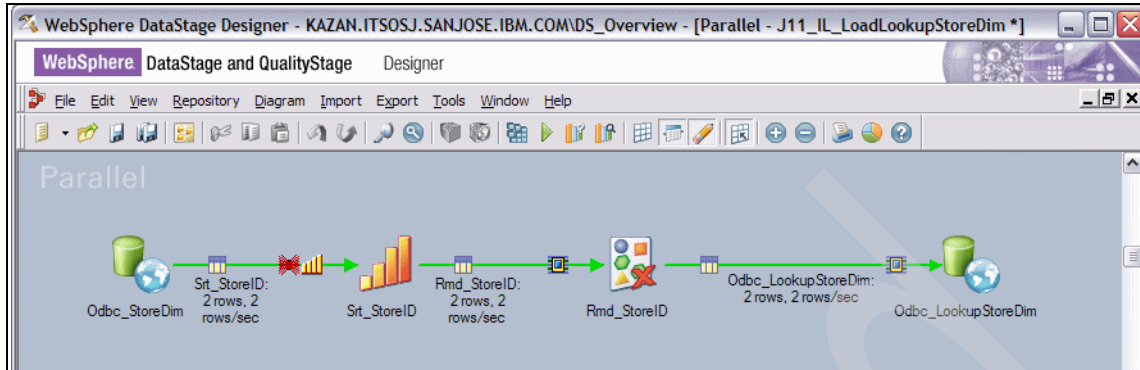 WebSphere DataStage Designer - KAZAN.ITSOSJ.SANJOSE.IBM.COM\DS_Overview - [Parallel - J11_IL_LoadLookupStoreDim *]
WebSphere. DataStage and QualityStage Designer
File Edit View Repository Diagram Import Export Tools Window Help
Parallel
Odbc_StoreDim
Srt_StoreID:
2 rows, 2
rows/sec
Srt_StoreID
Rmd_StoreID:
2 rows, 2
rows/sec
Rmd_StoreID
Odbc_LookupStoreDim:
2 rows, 2 rows/sec
Odbc_LookupStoreDim